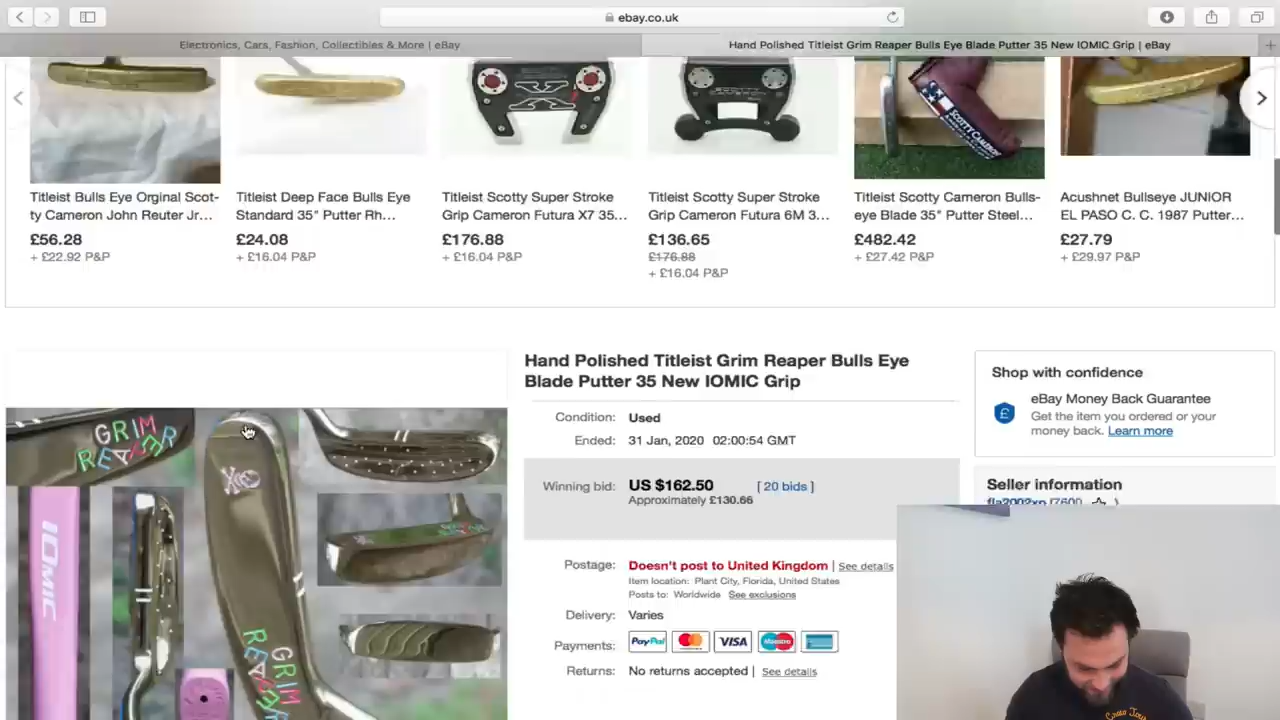 ebay.co.uk
Electronics, Cars, Fashion, Collectibles & More | eBay
Hand Polished Titleist Grim Reaper Bulls Eye Blade Putter 35 New IOMIC Grip | eBay
SCOTTY CAMERON
Titleist Bulls Eye Orginal Scot-
ty Cameron John Reuter Jr...
£56.28
+ £22.92 P&P
Titleist Deep Face Bulls Eye
Standard 35" Putter Rh...
£24.08
+ £16.04 P&P
Titleist Scotty Super Stroke
Grip Cameron Futura X7 35...
£176.88
+ £16.04 P&P
Titleist Scotty Super Stroke
Grip Cameron Futura 6M 3...
£136.65
£176.88
+ £16.04 P&P
Titleist Scotty Cameron Bulls-
eye Blade 35" Putter Steel...
£482.42
+ £27.42 P&P
Acushnet Bullseye JUNIOR
EL PASO C. C. 1987 Putter...
£27.79
+ £29.97 P&P
GRIM
REAPER
IOMIC
GRIM
REAPER
Hand Polished Titleist Grim Reaper Bulls Eye
Blade Putter 35 New IOMIC Grip
Condition: Used
Ended: 31 Jan, 2020 02:00:54 GMT
Winning bid: US $162.50 [ 20 bids ]
Approximately £130.66
Postage: Doesn't post to United Kingdom | See details
Item location: Plant City, Florida, United States
Posts to: Worldwide See exclusions
Delivery: Varies
Payments: PayPal VISA Maestro
Returns: No returns accepted | See details
Shop with confidence
eBay Money Back Guarantee
Get the item you ordered or your
money back. Learn more
Seller information